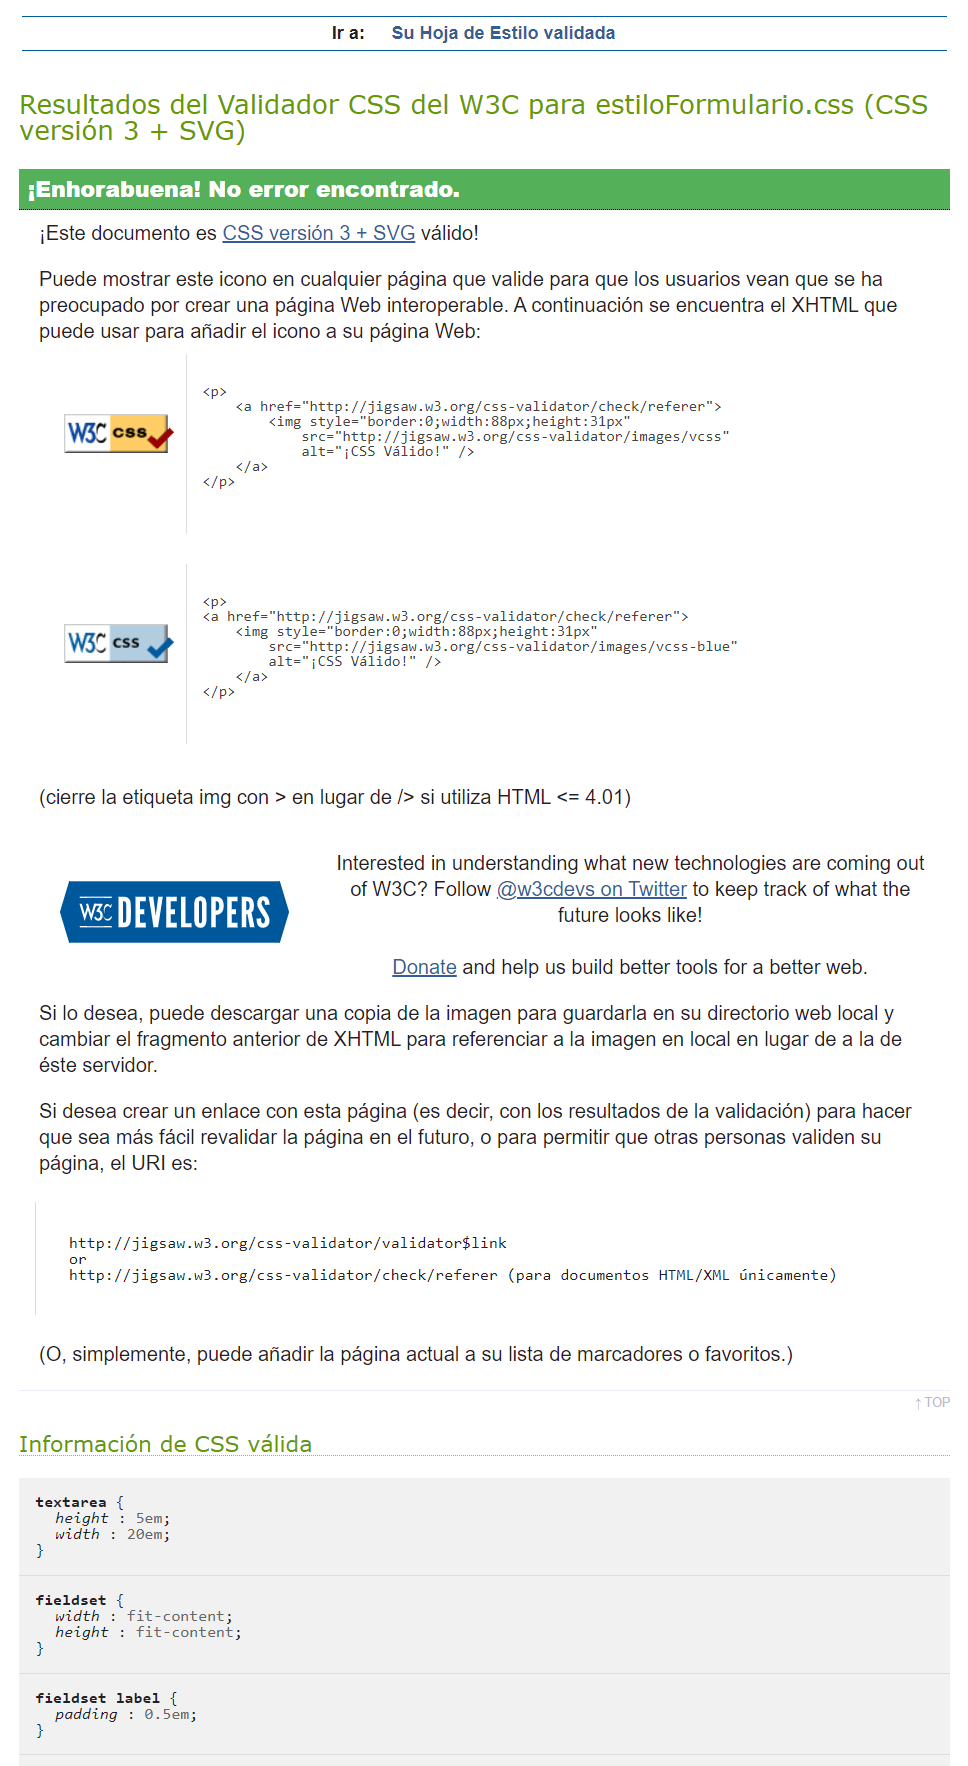 Ir a: Su Hoja de Estilo validada
Resultados del Validador CSS del W3C para estiloFormulario.css (CSS
versión 3 + SVG)
¡Enhorabuena! No error encontrado.
¡Este documento es CSS versión 3 + SVG válido!
Puede mostrar este icono en cualquier página que valide para que los usuarios vean que se ha
preocupado por crear una página Web interoperable. A continuación se encuentra el XHTML que
puede usar para añadir el icono a su página Web:
W3C css
<p>
<a href="http://jigsaw.w3.org/css-validator/check/referer">
<img style="border:0;width:88px;height:31px"
src="http://jigsaw.w3.org/css-validator/images/vcss"
alt="¡CSS Válido!" />
</a>
</p>
W3C css
<p>
<a href="http://jigsaw.w3.org/css-validator/check/referer">
<img style="border:0;width:88px;height:31px"
src="http://jigsaw.w3.org/css-validator/images/vcss-blue"
alt="¡CSS Válido!" />
</a>
</p>
(cierre la etiqueta img con > en lugar de /> si utiliza HTML <= 4.01)
W3C DEVELOPERS
Interested in understanding what new technologies are coming out
of W3C? Follow @w3cdevs on Twitter to keep track of what the
future looks like!
Donate and help us build better tools for a better web.
Si lo desea, puede descargar una copia de la imagen para guardarla en su directorio web local y
cambiar el fragmento anterior de XHTML para referenciar a la imagen en local en lugar de a la de
éste servidor.
Si desea crear un enlace con esta página (es decir, con los resultados de la validación) para hacer
que sea más fácil revalidar la página en el futuro, o para permitir que otras personas validen su
página, el URI es:
http://jigsaw.w3.org/css-validator/validator$link
or
http://jigsaw.w3.org/css-validator/check/referer (para documentos HTML/XML únicamente)
(O, simplemente, puede añadir la página actual a su lista de marcadores o favoritos.)
↑ TOP
Información de CSS válida
textarea {
height : 5em;
width : 20em;
}
fieldset {
width : fit-content;
height : fit-content;
}
fieldset label {
padding : 0.5em;
}